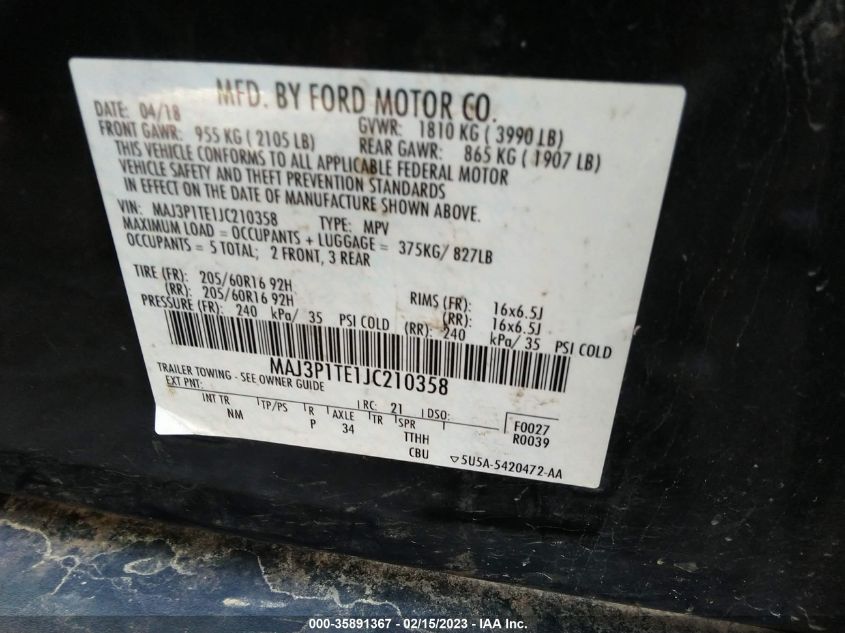 MFD. BY FORD MOTOR CO.
DATE: 04/18 GVWR: 1810 KG ( 3990 LB)
FRONT GAWR: 955 KG ( 2105 LB) REAR GAWR: 865 KG ( 1907 LB)
THIS VEHICLE CONFORMS TO ALL APPLICABLE FEDERAL MOTOR
VEHICLE SAFETY AND THEFT PREVENTION STANDARDS
IN EFFECT ON THE DATE OF MANUFACTURE SHOWN ABOVE.
VIN: MAJ3P1TE1JC210358 TYPE: MPV
MAXIMUM LOAD = OCCUPANTS + LUGGAGE = 375KG/ 827LB
OCCUPANTS = 5 TOTAL; 2 FRONT, 3 REAR
TIRE (FR): 205/60R16 92H RIMS (FR): 16x6.5J
(RR): 205/60R16 92H (RR): 16x6.5J
PRESSURE (FR): 240 kPa/ 35 PSI COLD (RR): 240 kPa/ 35 PSI COLD
MAJ3P1TE1JC210358
TRAILER TOWING - SEE OWNER GUIDE
EXT PNT: RC: 21 DSO: F0027
INT TR TP/PS R AXLE TR SPR R0039
NM P 34 TTHH
CBU ▽5U5A-5420472-AA
000-35891367 - 02/15/2023 - IAA Inc.